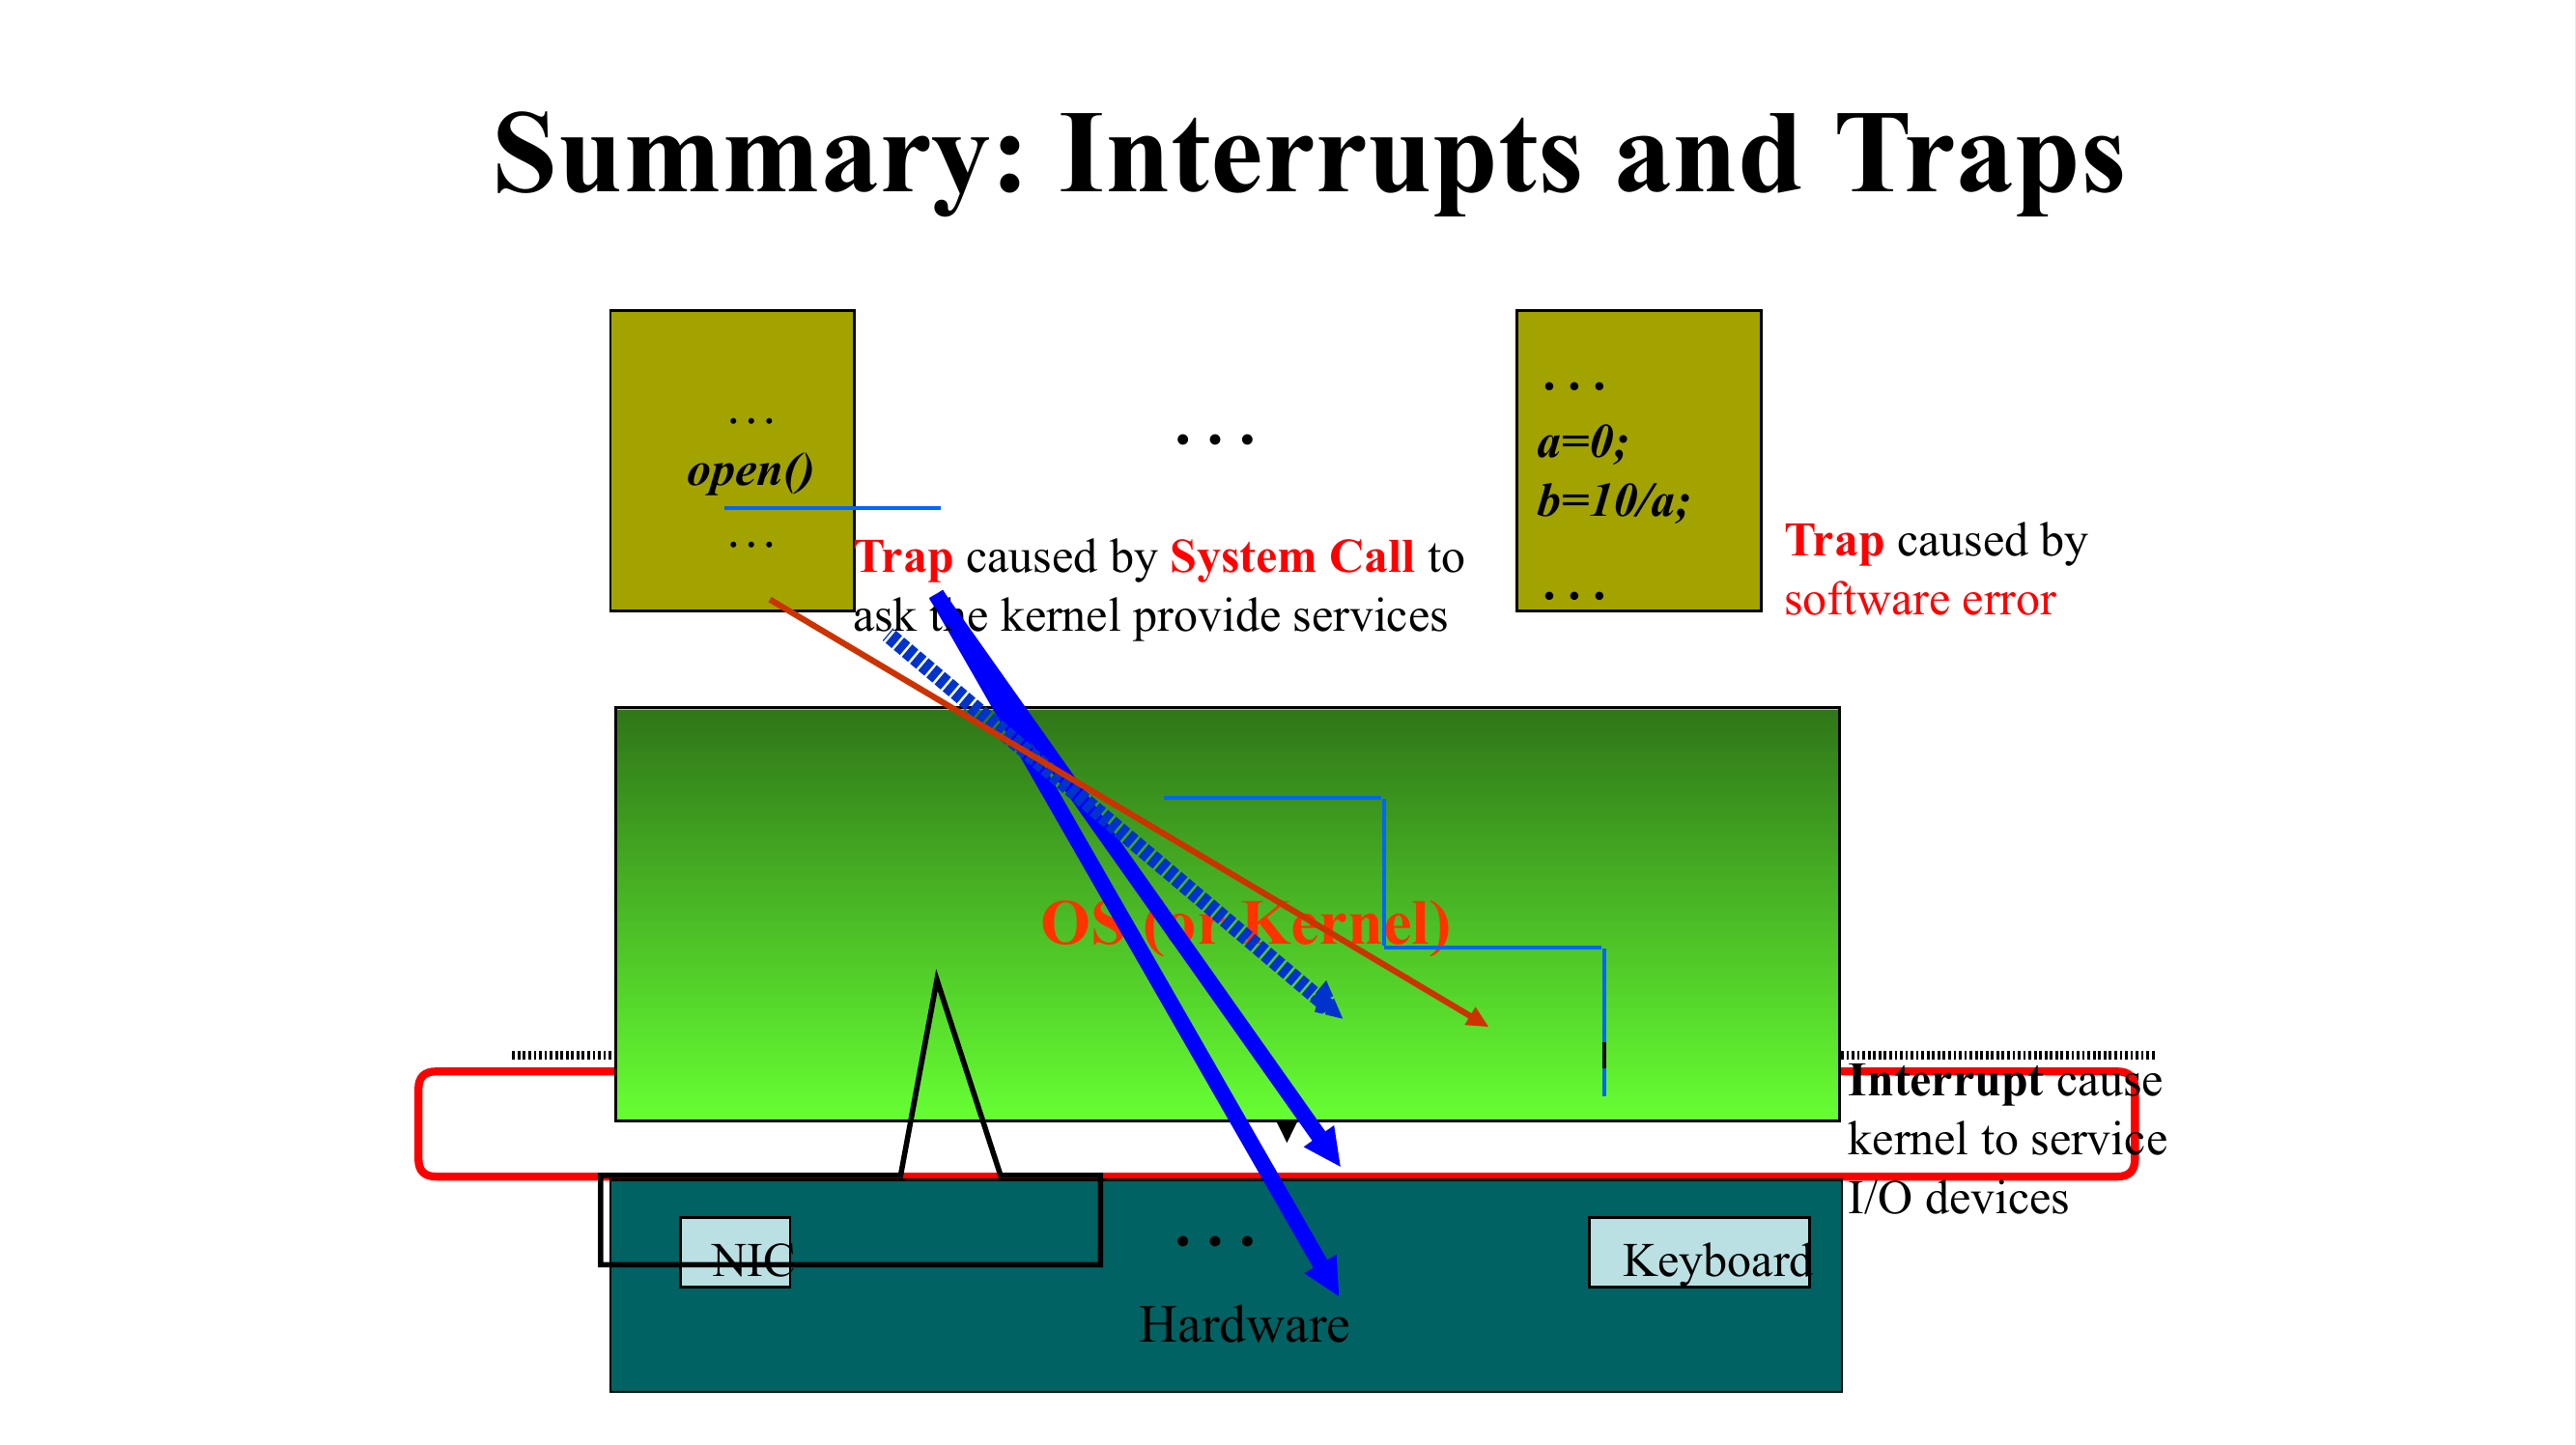 Summary: Interrupts and Traps
...
open()
...
...
...
a=0;
b=10/a;
...
Trap caused by System Call to
ask the kernel provide services
Trap caused by
software error
OS (or Kernel)
Interrupt cause
kernel to service
I/O devices
NIC
...
Keyboard
Hardware